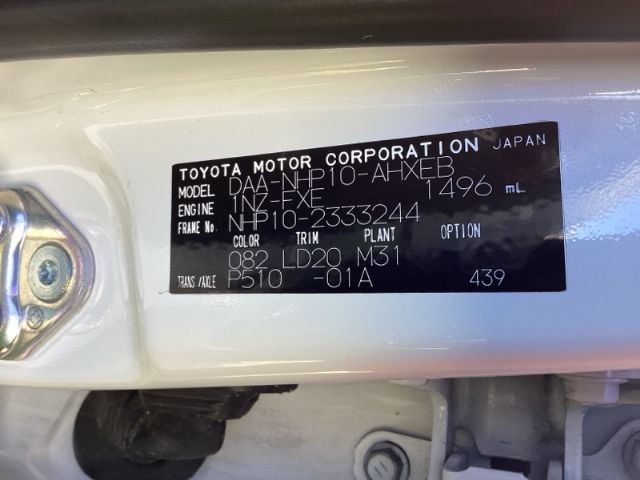 TOYOTA MOTOR CORPORATION JAPAN
MODEL DAA-NHP10-AHXEB
ENGINE 1NZ-FXE 1496 mL
FRAME No. NHP10-2333244
COLOR TRIM PLANT OPTION
082 LD20 M31
TRANS/AXLE P510 -01A 439